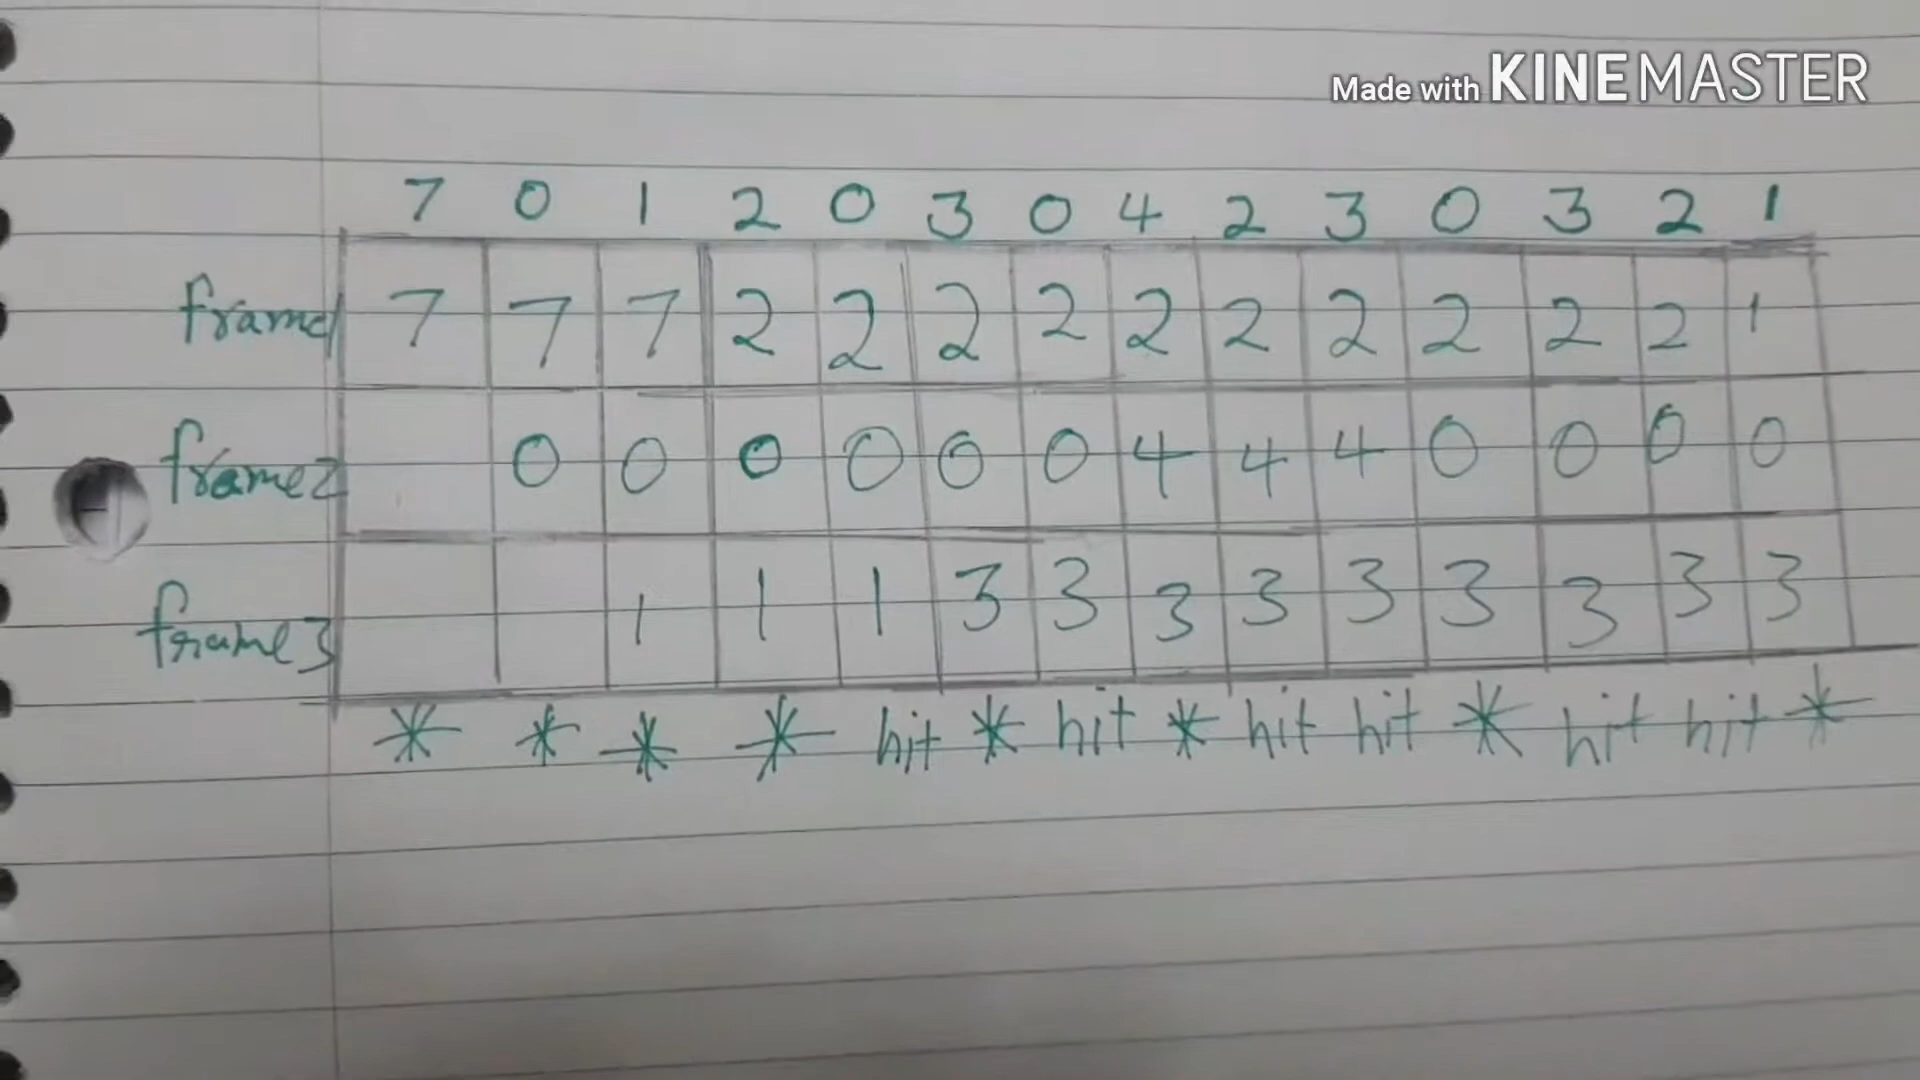 Made with KINEMASTER
7 0 1 2 0 3 0 4 2 3 0 3 2 1
frame1 7 7 7 2 2 2 2 2 2 2 2 2 2 1
frame2 0 0 0 0 0 0 4 4 4 0 0 0 0
frame3 1 1 1 3 3 3 3 3 3 3 3 3
* * * * hit * hit * hit hit * hit hit *